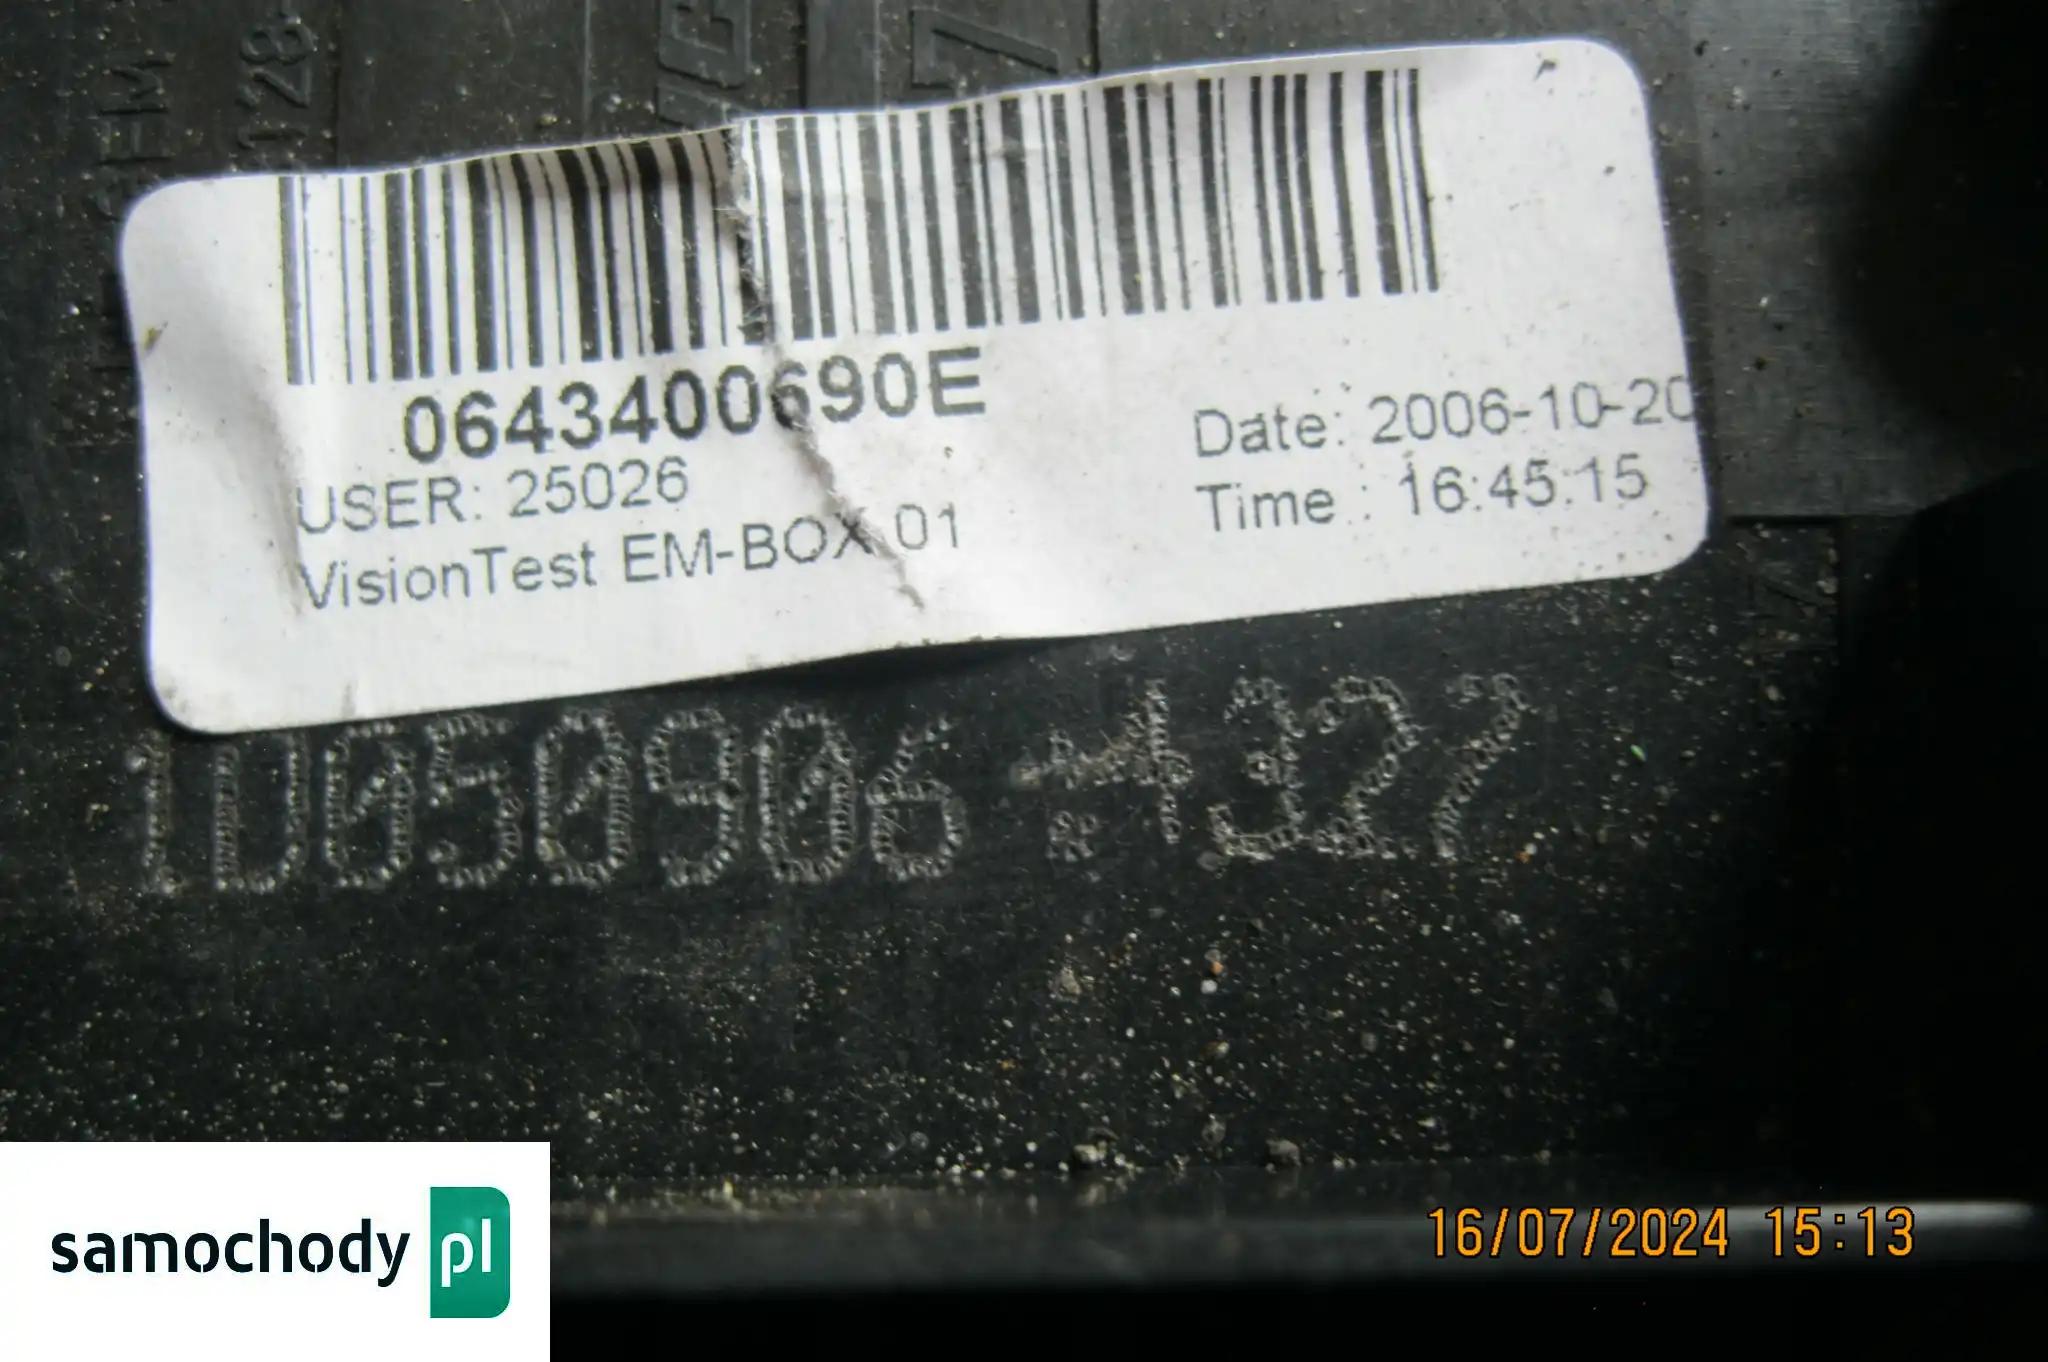 0643400690E
USER: 25026
VisionTest EM-BOX 01
Date: 2006-10-20
Time : 16:45:15
1D050906
samochody pl
16/07/2024 15:13